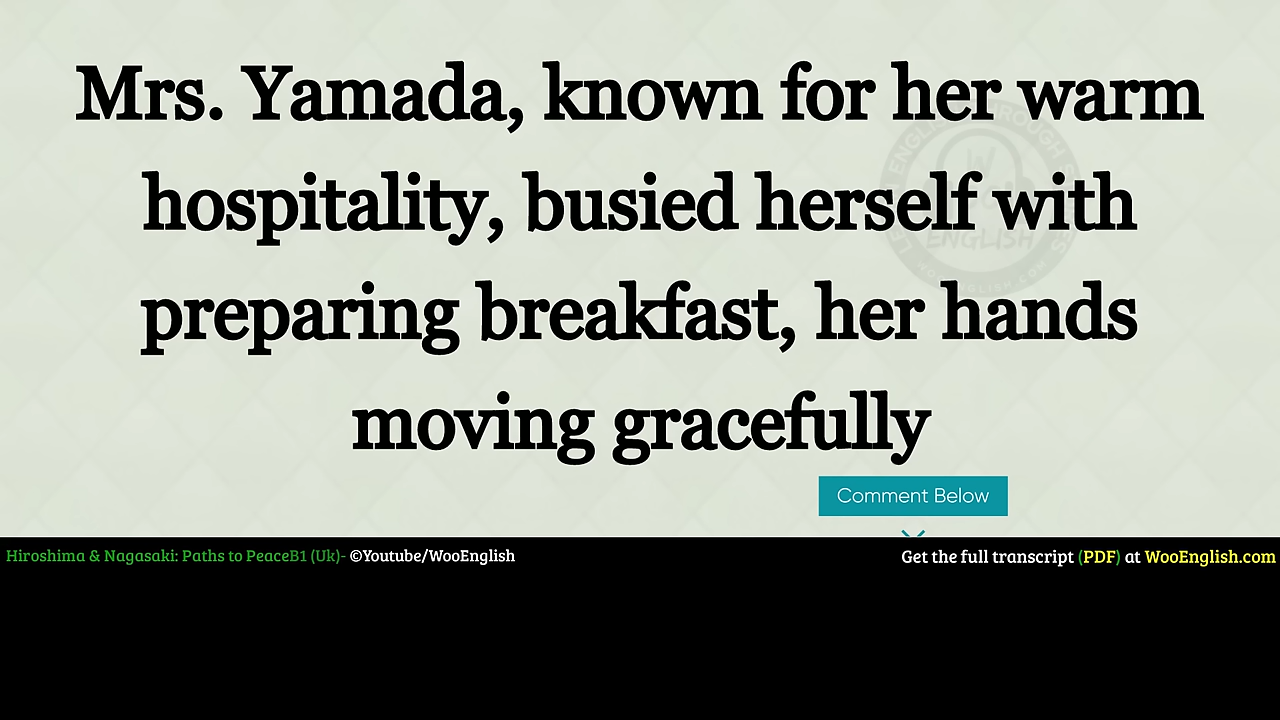 Mrs. Yamada, known for her warm
hospitality, busied herself with
preparing breakfast, her hands
moving gracefully
Comment Below
Hiroshima & Nagasaki: Paths to PeaceB1 (Uk)- ©Youtube/WooEnglish
Get the full transcript (PDF) at WooEnglish.com